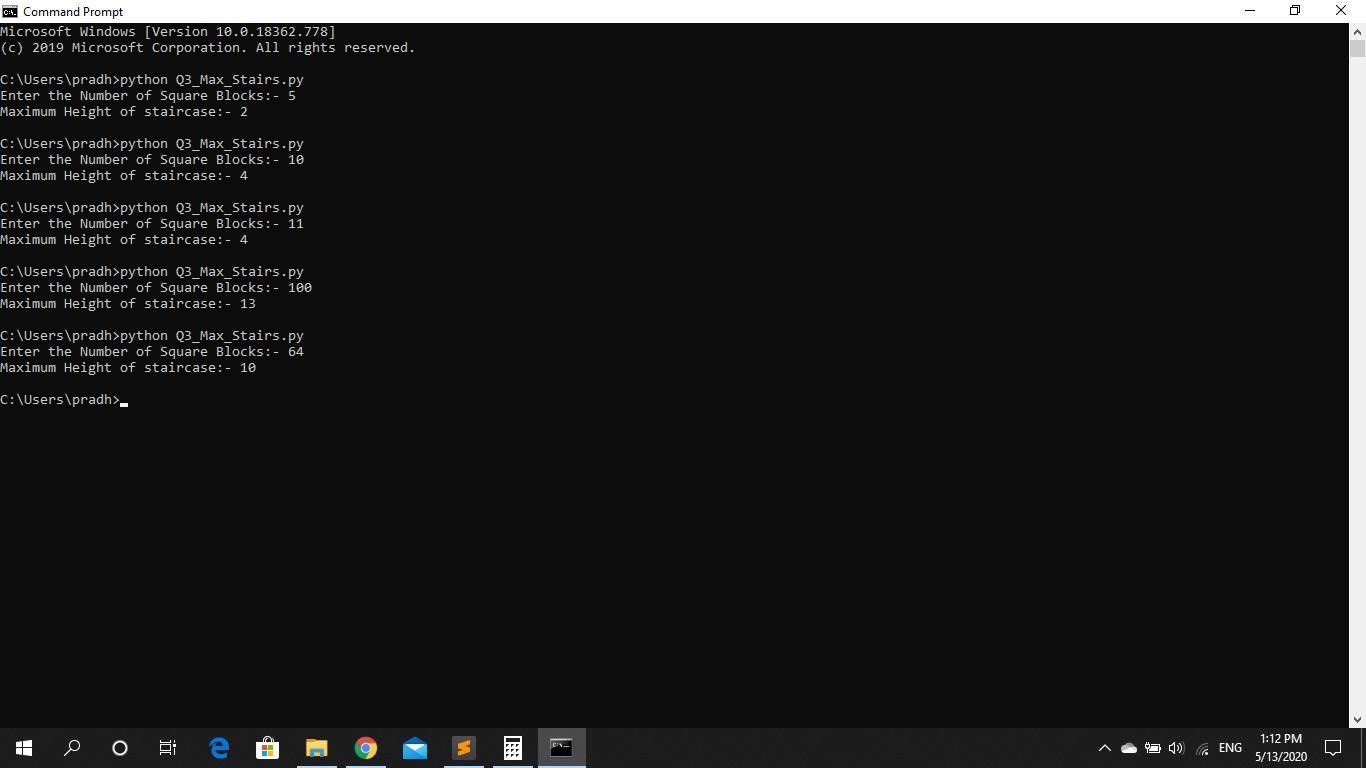 Command Prompt
Microsoft Windows [Version 10.0.18362.778]
(c) 2019 Microsoft Corporation. All rights reserved.
C:\Users\pradh>python Q3_Max_Stairs.py
Enter the Number of Square Blocks:- 5
Maximum Height of staircase:- 2
C:\Users\pradh>python Q3_Max_Stairs.py
Enter the Number of Square Blocks:- 10
Maximum Height of staircase:- 4
C:\Users\pradh>python Q3_Max_Stairs.py
Enter the Number of Square Blocks:- 11
Maximum Height of staircase:- 4
C:\Users\pradh>python Q3_Max_Stairs.py
Enter the Number of Square Blocks:- 100
Maximum Height of staircase:- 13
C:\Users\pradh>python Q3_Max_Stairs.py
Enter the Number of Square Blocks:- 64
Maximum Height of staircase:- 10
C:\Users\pradh>
ENG
1:12 PM
5/13/2020